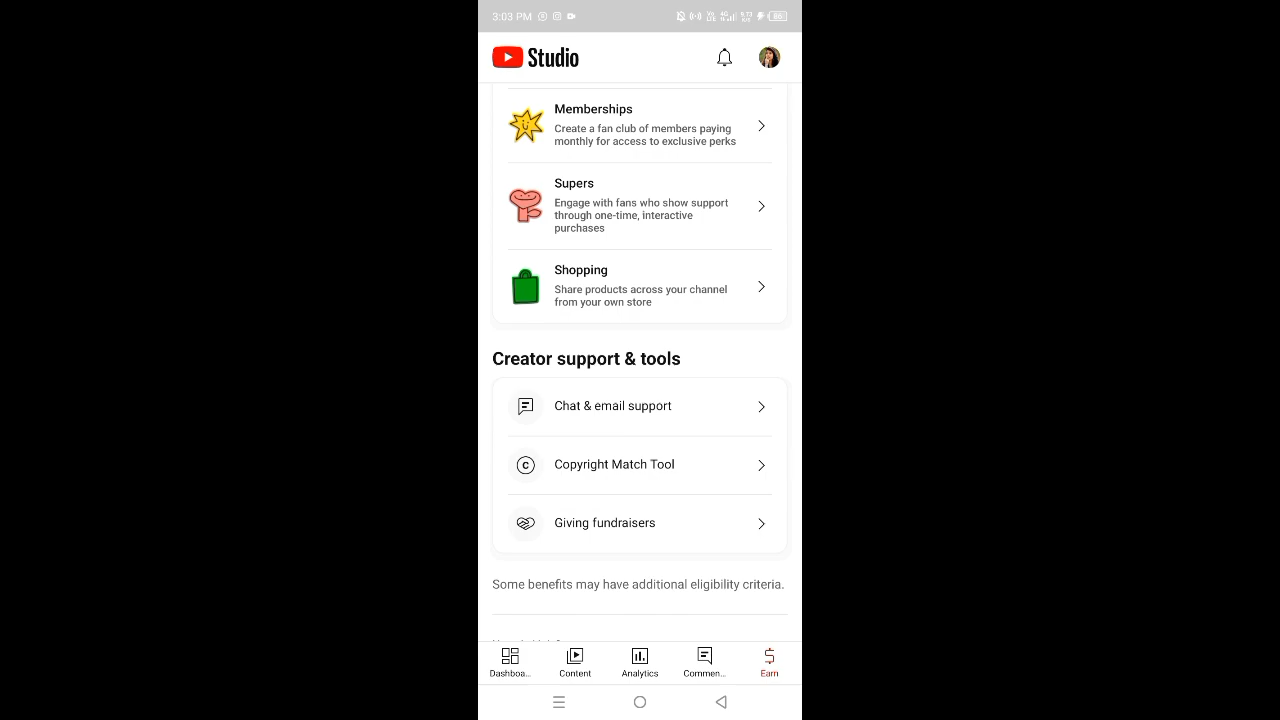 3:03 PM
86
Studio
Memberships
Create a fan club of members paying
monthly for access to exclusive perks
Supers
Engage with fans who show support
through one-time, interactive
purchases
Shopping
Share products across your channel
from your own store
Creator support & tools
Chat & email support
Copyright Match Tool
Giving fundraisers
Some benefits may have additional eligibility criteria.
Dashboa...
Content
Analytics
Commen...
Earn